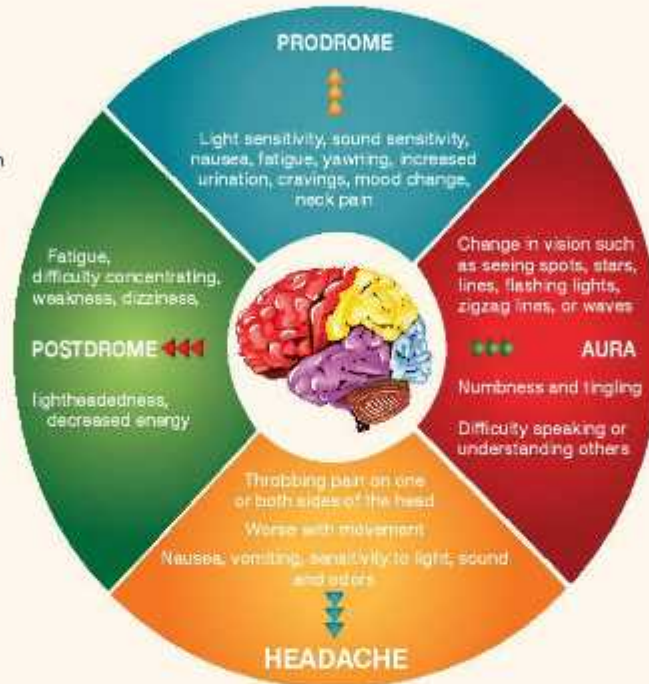 n
PRODROME
Light sensitivity, sound sensitivity,
nausea, fatigue, yawning, increased
urination, cravings, mood change,
neck pain
Change in vision such
as seeing spots, stars,
lines, flashing lights,
zigzag lines, or waves
AURA
Numbness and tingling
Difficulty speaking or
understanding others
Throbbing pain on one
or both sides of the head
Worse with movement
Nausea, vomiting, sensitivity to light, sound
and odors
HEADACHE
Fatigue,
difficulty concentrating,
weakness, dizziness,
POSTDROME
lightheadedness,
decreased energy